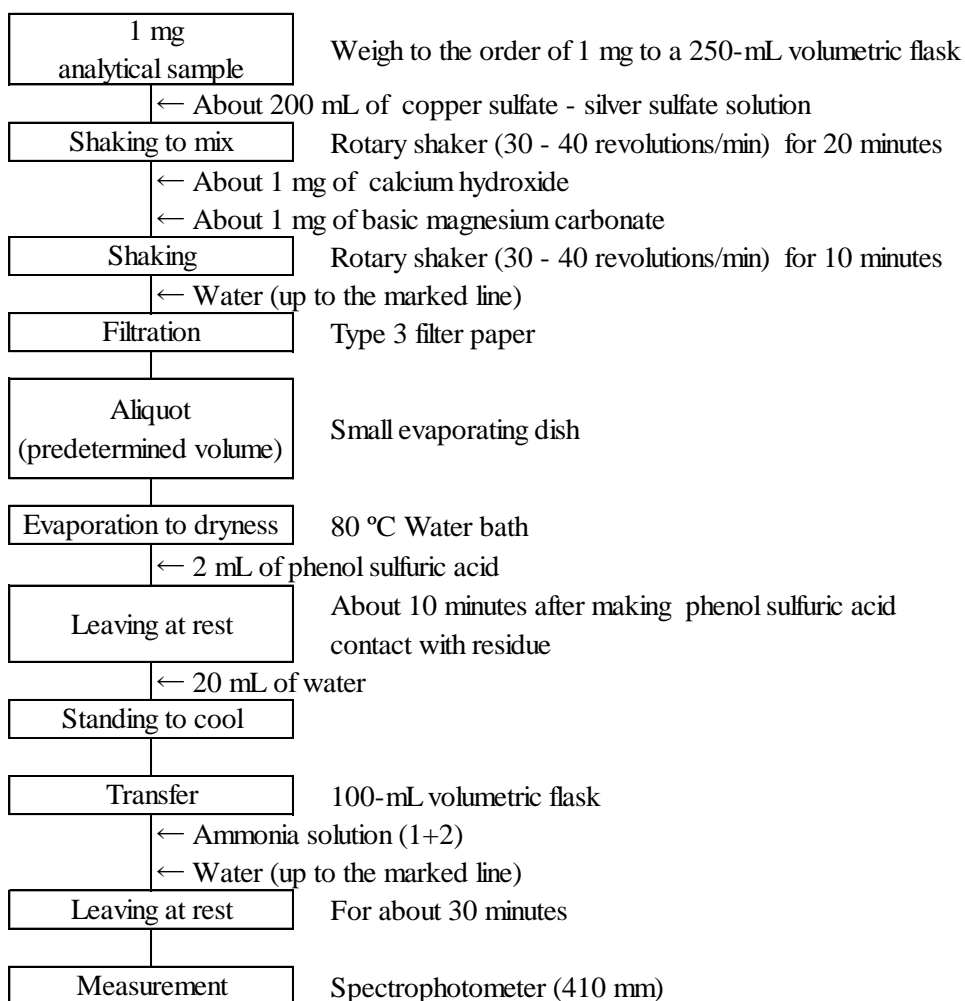 1 mg
analytical sample
Weigh to the order of 1 mg to a 250-mL volumetric flask
← About 200 mL of copper sulfate - silver sulfate solution
Shaking to mix
Rotary shaker (30 - 40 revolutions/min) for 20 minutes
← About 1 mg of calcium hydroxide
← About 1 mg of basic magnesium carbonate
Shaking
Rotary shaker (30 - 40 revolutions/min) for 10 minutes
← Water (up to the marked line)
Filtration
Type 3 filter paper
Aliquot
(predetermined volume)
Small evaporating dish
Evaporation to dryness
80 ºC Water bath
← 2 mL of phenol sulfuric acid
Leaving at rest
About 10 minutes after making phenol sulfuric acid
contact with residue
← 20 mL of water
Standing to cool
Transfer
100-mL volumetric flask
← Ammonia solution (1+2)
← Water (up to the marked line)
Leaving at rest
For about 30 minutes
Measurement
Spectrophotometer (410 mm)